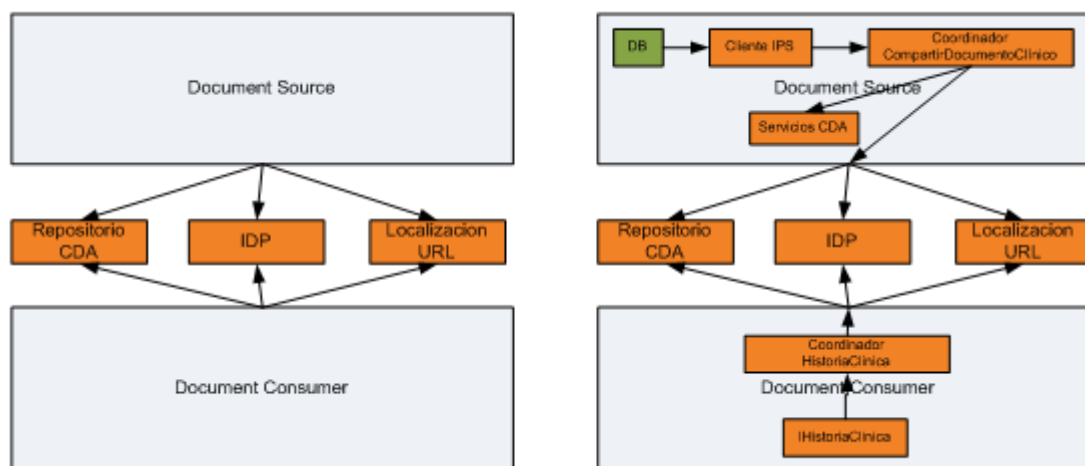 Document Source
Repositorio
CDA
IDP
Localizacion
URL
Document Consumer
DB
Cliente IPS
Coordinador
CompartirDocumentoClínico
Document Source
Servicios CDA
Repositorio
CDA
IDP
Localizacion
URL
Coordinador
HistoriaClinica
Document Consumer
IHistoriaClinica